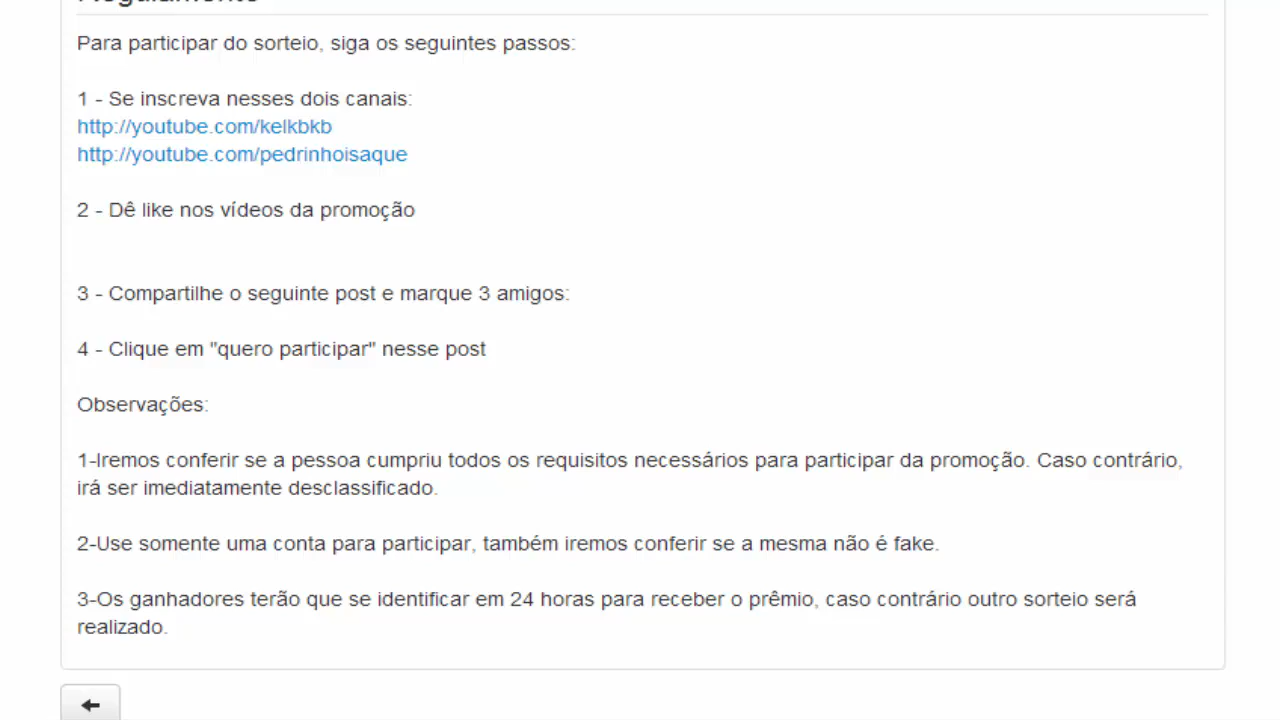 Regulamento
Para participar do sorteio, siga os seguintes passos:
1 - Se inscreva nesses dois canais:
http://youtube.com/kelkbkb
http://youtube.com/pedrinhoisaque
2 - Dê like nos vídeos da promoção
3 - Compartilhe o seguinte post e marque 3 amigos:
4 - Clique em "quero participar" nesse post
Observações:
1-Iremos conferir se a pessoa cumpriu todos os requisitos necessários para participar da promoção. Caso contrário,
irá ser imediatamente desclassificado.
2-Use somente uma conta para participar, também iremos conferir se a mesma não é fake.
3-Os ganhadores terão que se identificar em 24 horas para receber o prêmio, caso contrário outro sorteio será
realizado.